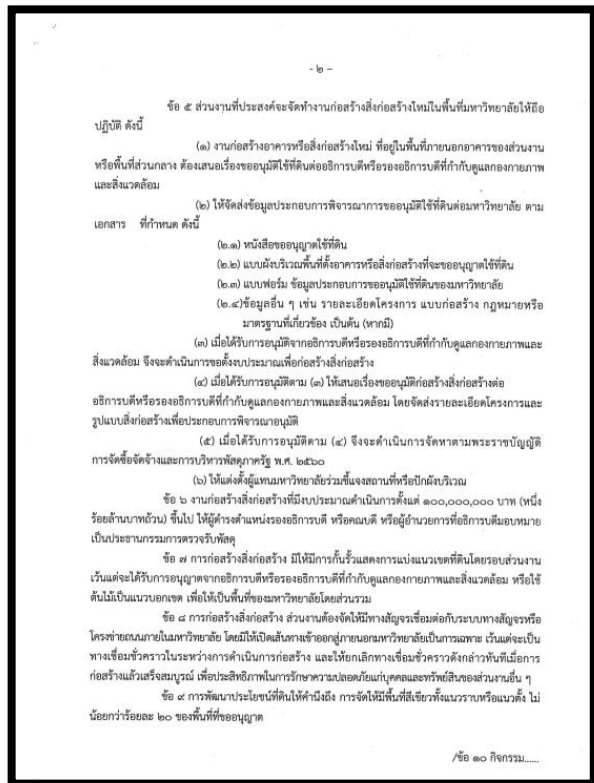 - ๒ -
ข้อ ๕ ส่วนงานที่ประสงค์จะจัดทำงานก่อสร้างสิ่งก่อสร้างใหม่ในพื้นที่มหาวิทยาลัยให้ถือ
ปฏิบัติ ดังนี้
(๑) งานก่อสร้างอาคารหรือสิ่งก่อสร้างใหม่ ที่อยู่ในพื้นที่ภายนอกอาคารของส่วนงาน
หรือพื้นที่ส่วนกลาง ต้องเสนอเรื่องขออนุมัติใช้ที่ดินต่ออธิการบดีหรือรองอธิการบดีที่กำกับดูแลกองกายภาพ
และสิ่งแวดล้อม
(๒) ให้จัดส่งข้อมูลประกอบการพิจารณาการขออนุมัติใช้ที่ดินต่อมหาวิทยาลัย ตาม
เอกสาร ที่กำหนด ดังนี้
(๒.๑) หนังสือขออนุญาตใช้ที่ดิน
(๒.๒) แบบผังบริเวณพื้นที่ตั้งอาคารหรือสิ่งก่อสร้างที่จะขออนุญาตใช้ที่ดิน
(๒.๓) แบบฟอร์ม ข้อมูลประกอบการขออนุมัติใช้ที่ดินของมหาวิทยาลัย
(๒.๔)ข้อมูลอื่น ๆ เช่น รายละเอียดโครงการ แบบก่อสร้าง กฎหมายหรือ
มาตรฐานที่เกี่ยวข้อง เป็นต้น (หากมี)
(๓) เมื่อได้รับการอนุมัติจากอธิการบดีหรือรองอธิการบดีที่กำกับดูแลกองกายภาพและ
สิ่งแวดล้อม จึงจะดำเนินการขอตั้งงบประมาณเพื่อก่อสร้างสิ่งก่อสร้าง
(๔) เมื่อได้รับการอนุมัติตาม (๓) ให้เสนอเรื่องขออนุมัติก่อสร้างสิ่งก่อสร้างต่อ
อธิการบดีหรือรองอธิการบดีที่กำกับดูแลกองกายภาพและสิ่งแวดล้อม โดยจัดส่งรายละเอียดโครงการและ
รูปแบบสิ่งก่อสร้างเพื่อประกอบการพิจารณาอนุมัติ
(๕) เมื่อได้รับการอนุมัติตาม (๔) จึงจะดำเนินการจัดหาตามพระราชบัญญัติ
การจัดซื้อจัดจ้างและการบริหารพัสดุภาครัฐ พ.ศ. ๒๕๖๐
(๖) ให้แต่งตั้งผู้แทนมหาวิทยาลัยร่วมชี้แจงสถานที่หรือปักผังบริเวณ
ข้อ ๖ งานก่อสร้างสิ่งก่อสร้างที่มีงบประมาณดำเนินการตั้งแต่ ๑๐๐,๐๐๐,๐๐๐ บาท (หนึ่ง
ร้อยล้านบาทถ้วน) ขึ้นไป ให้ผู้ดำรงตำแหน่งรองอธิการบดี หรือคณบดี หรือผู้อำนวยการที่อธิการบดีมอบหมาย
เป็นประธานกรรมการตรวจรับพัสดุ
ข้อ ๗ การก่อสร้างสิ่งก่อสร้าง มิให้มีการกั้นรั้วแสดงการแบ่งแนวเขตที่ดินโดยรอบส่วนงาน
เว้นแต่จะได้รับการอนุญาตจากอธิการบดีหรือรองอธิการบดีที่กำกับดูแลกองกายภาพและสิ่งแวดล้อม หรือใช้
ต้นไม้เป็นแนวบอกเขต เพื่อให้เป็นพื้นที่ของมหาวิทยาลัยโดยส่วนรวม
ข้อ ๘ การก่อสร้างสิ่งก่อสร้าง ส่วนงานต้องจัดให้มีทางสัญจรเชื่อมต่อกับระบบทางสัญจรหรือ
โครงข่ายถนนภายในมหาวิทยาลัย โดยมิให้เปิดเส้นทางเข้าออกสู่ภายนอกมหาวิทยาลัยเป็นการเฉพาะ เว้นแต่จะเป็น
ทางเชื่อมชั่วคราวในระหว่างการดำเนินการก่อสร้าง และให้ยกเลิกทางเชื่อมชั่วคราวดังกล่าวทันทีเมื่อการ
ก่อสร้างแล้วเสร็จสมบูรณ์ เพื่อประสิทธิภาพในการรักษาความปลอดภัยแก่บุคคลและทรัพย์สินของส่วนงานอื่น ๆ
ข้อ ๙ การพัฒนาประโยชน์ที่ดินให้คำนึงถึง การจัดให้มีพื้นที่สีเขียวทั้งแนวราบหรือแนวตั้ง ไม่
น้อยกว่าร้อยละ ๒๐ ของพื้นที่ที่ขออนุญาต
/ข้อ ๑๐ กิจกรรม......